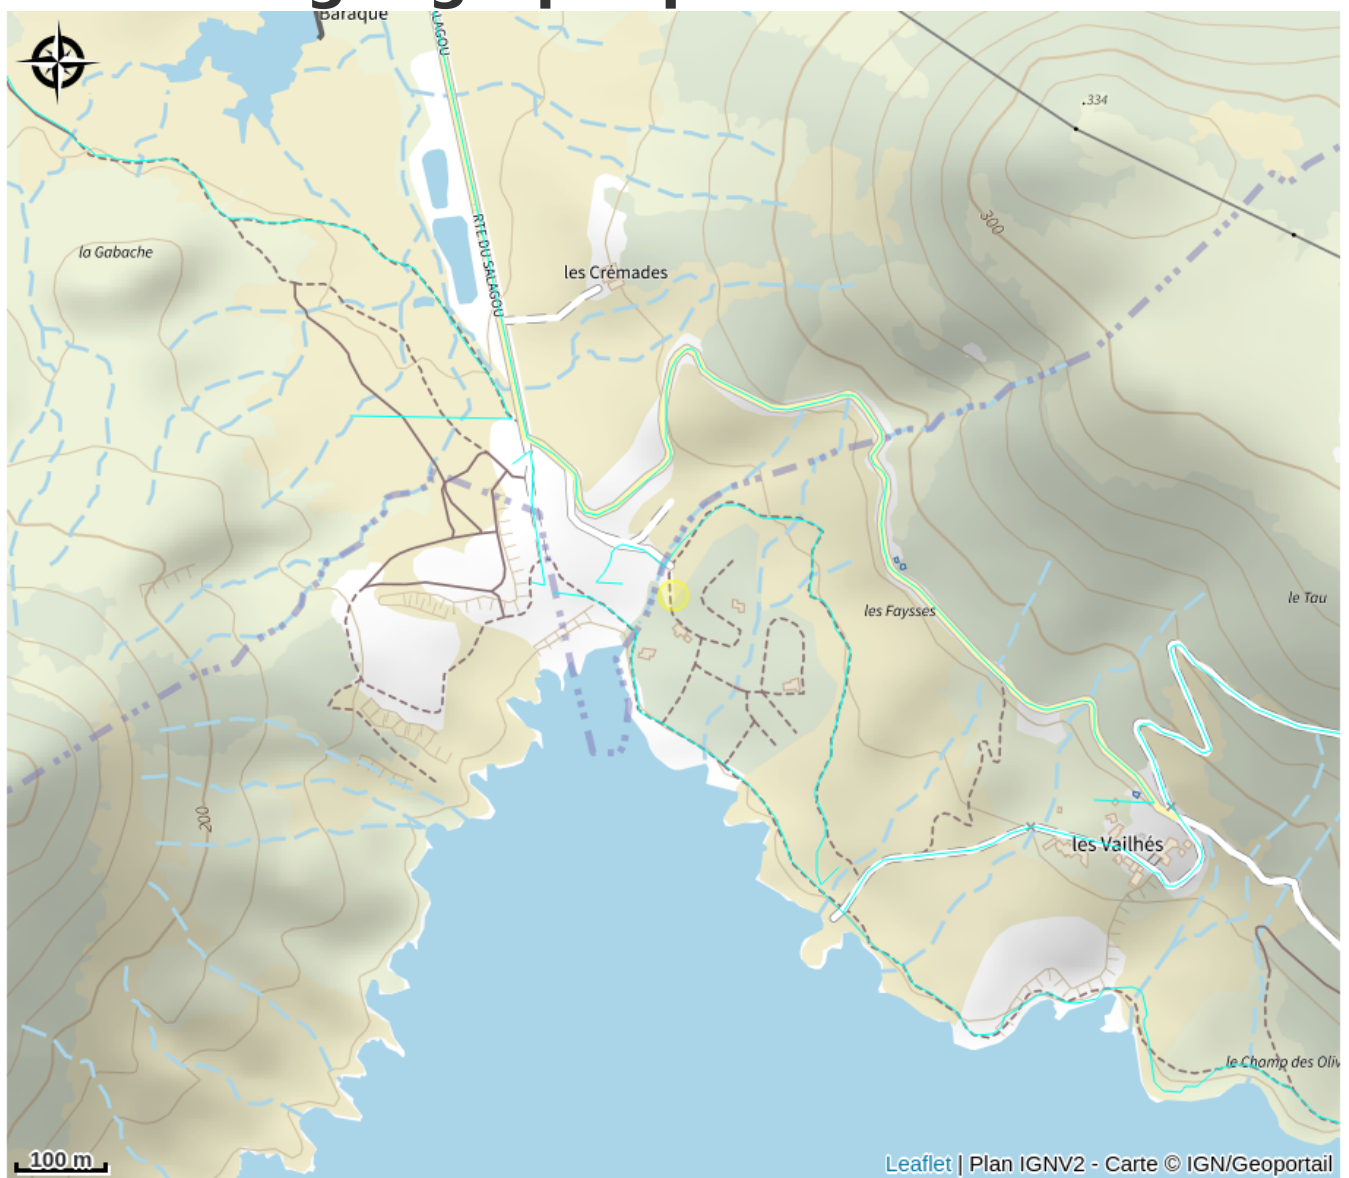 Baraque
LAGOU
.334
300
la Gabache
RTE DU SALAGOU
les Crémades
les Faysses
le Tau
200
les Vailhés
le Champ des Oliv
100 m
Leaflet | Plan IGNV2 - Carte © IGN/Geoportail